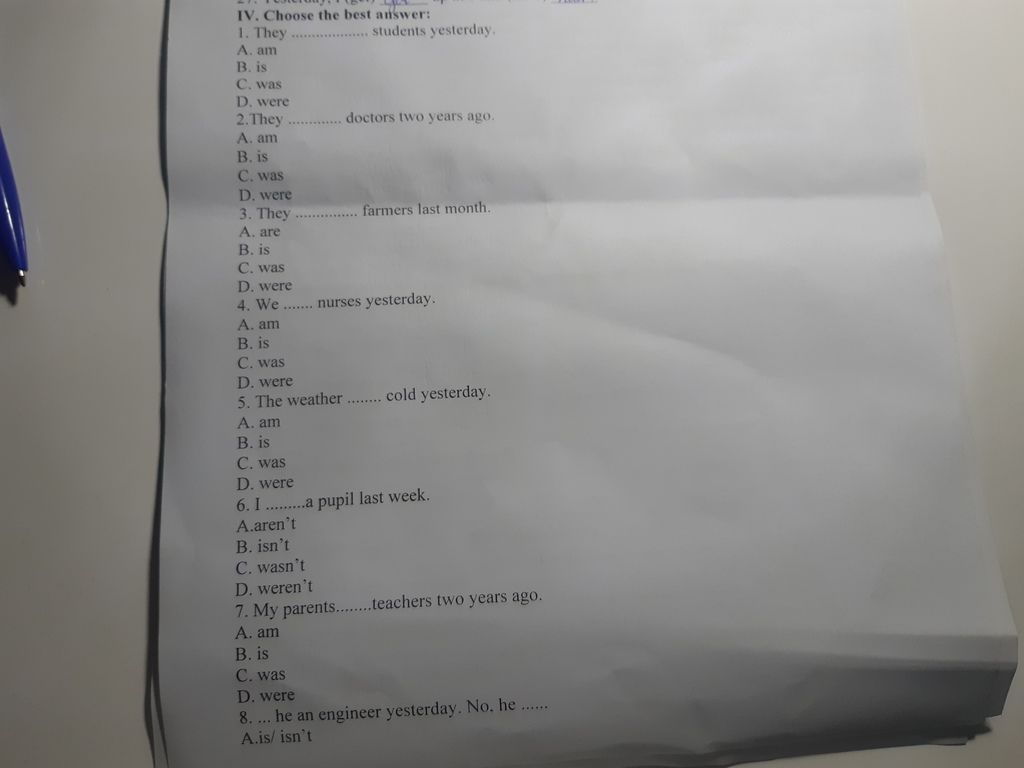 IV. Choose the best answer:
1. They ................... students yesterday.
A. am
B. is
C. was
D. were
2.They ............. doctors two years ago.
A. am
B. is
C. was
D. were
3. They ............... farmers last month.
A. are
B. is
C. was
D. were
4. We ....... nurses yesterday.
A. am
B. is
C. was
D. were
5. The weather ........ cold yesterday.
A. am
B. is
C. was
D. were
6. I .........a pupil last week.
A.aren't
B. isn't
C. wasn't
D. weren't
7. My parents........teachers two years ago.
A. am
B. is
C. was
D. were
8. ... he an engineer yesterday. No, he ......
A.is/ isn't